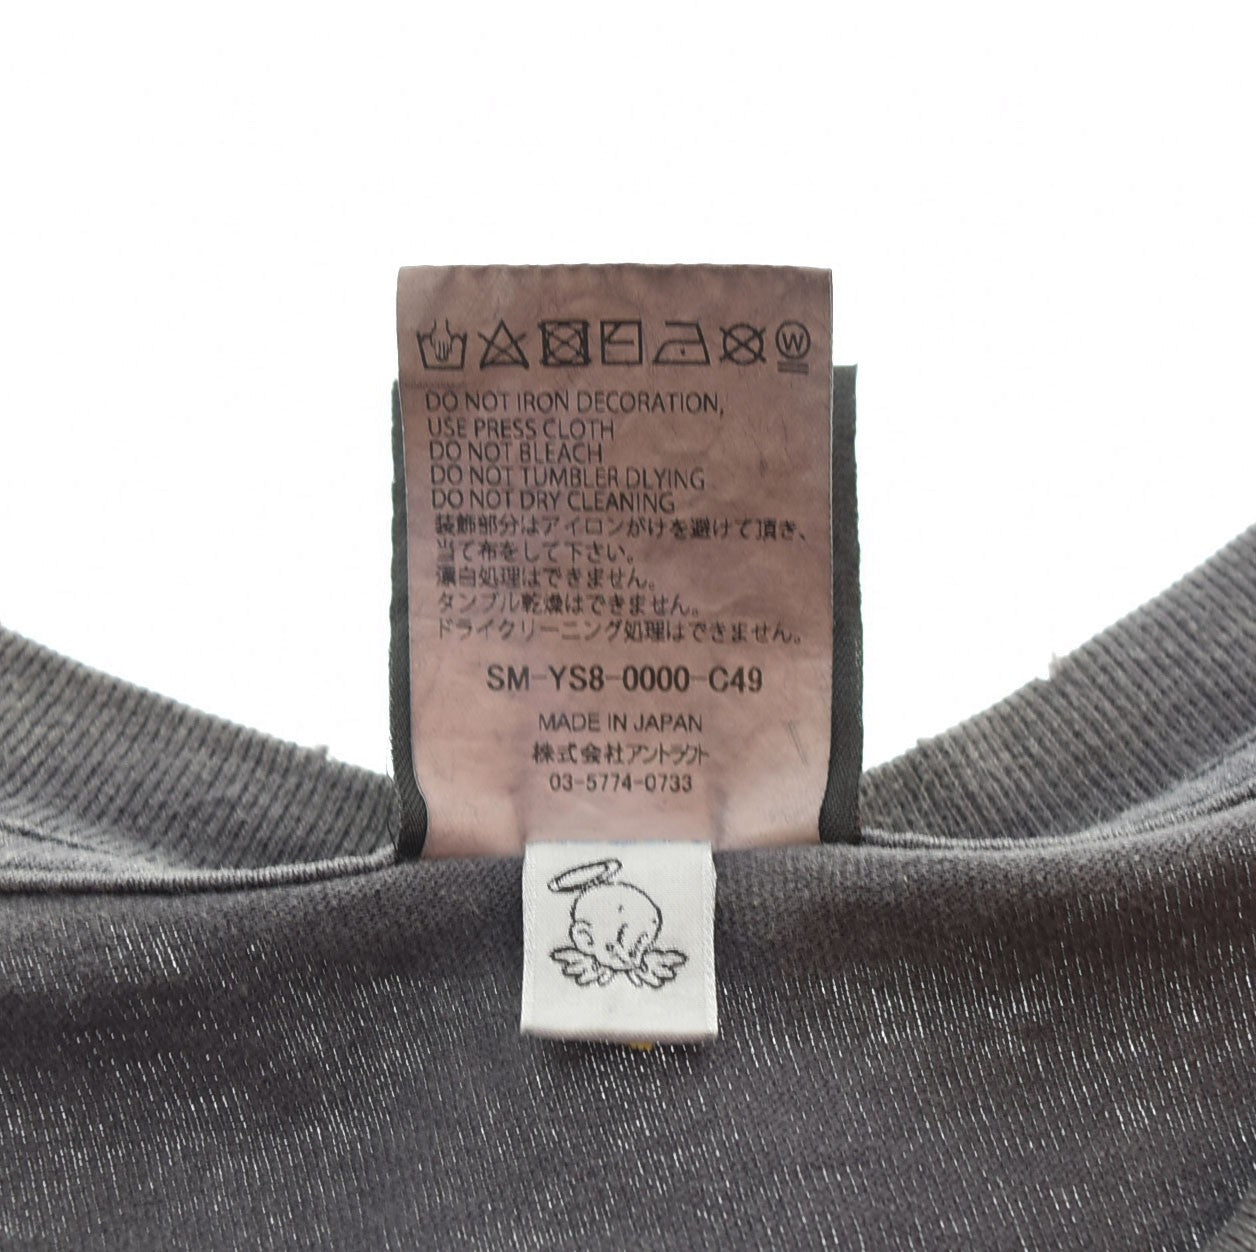 W
DO NOT IRON DECORATION,
USE PRESS CLOTH
DO NOT BLEACH
DO NOT TUMBLER DLYING
DO NOT DRY CLEANING
装飾部分はアイロンがけを避けて頂き、
当て布をして下さい。
漂白処理はできません。
タンブル乾燥はできません。
ドライクリーニング処理はできません。
SM-YS8-0000-C49
MADE IN JAPAN
株式会社アントラクト
03-5774-0733